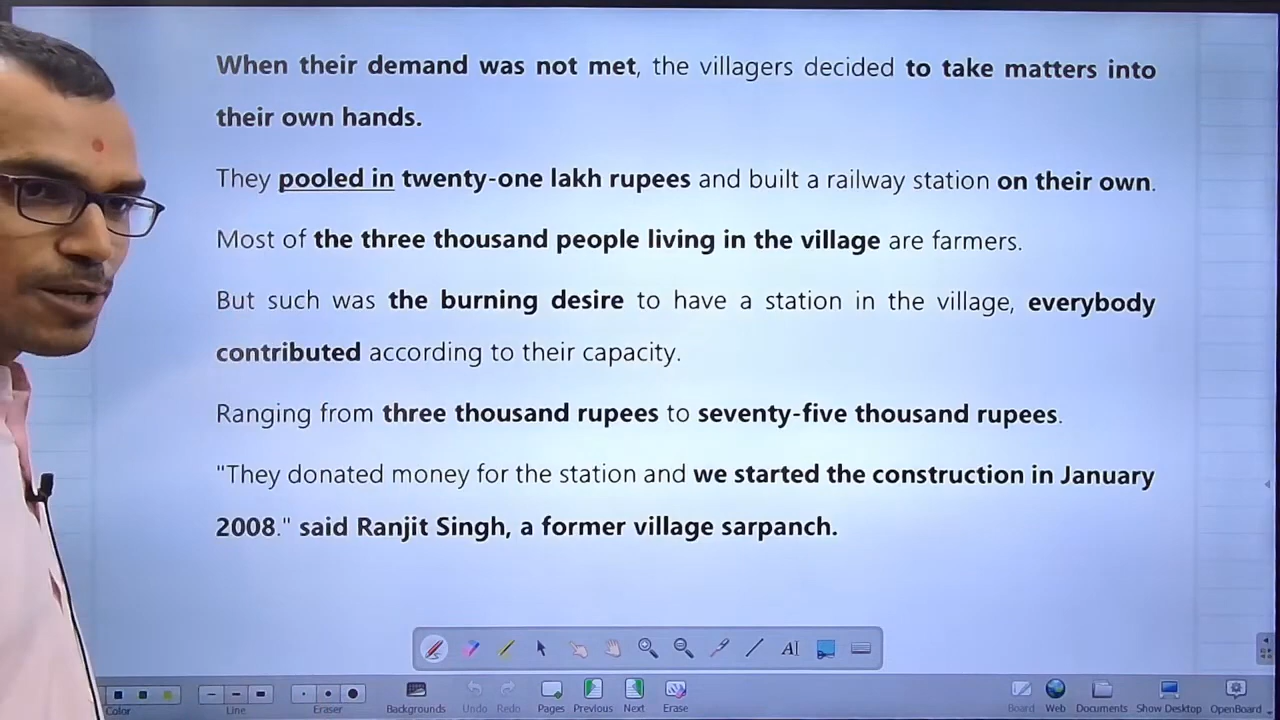 When their demand was not met, the villagers decided to take matters into
their own hands.
They pooled in twenty-one lakh rupees and built a railway station on their own.
Most of the three thousand people living in the village are farmers.
But such was the burning desire to have a station in the village, everybody
contributed according to their capacity.
Ranging from three thousand rupees to seventy-five thousand rupees.
"They donated money for the station and we started the construction in January
2008." said Ranjit Singh, a former village sarpanch.
AI
Color Line Eraser Backgrounds Undo Redo Pages Previous Next Erase Board Web Documents Show Desktop OpenBoard